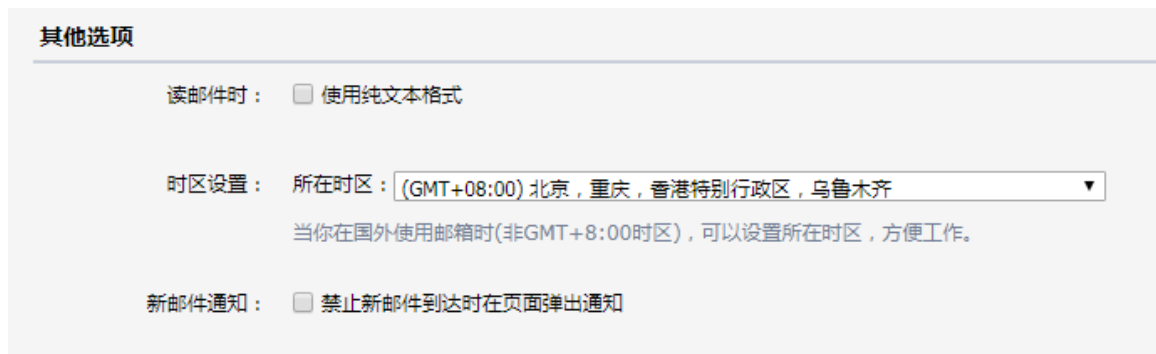 其他选项
读邮件时： 使用纯文本格式
时区设置： 所在时区：(GMT+08:00) 北京，重庆，香港特别行政区，乌鲁木齐
当你在国外使用邮箱时(非GMT+8:00时区)，可以设置所在时区，方便工作。
新邮件通知： 禁止新邮件到达时在页面弹出通知